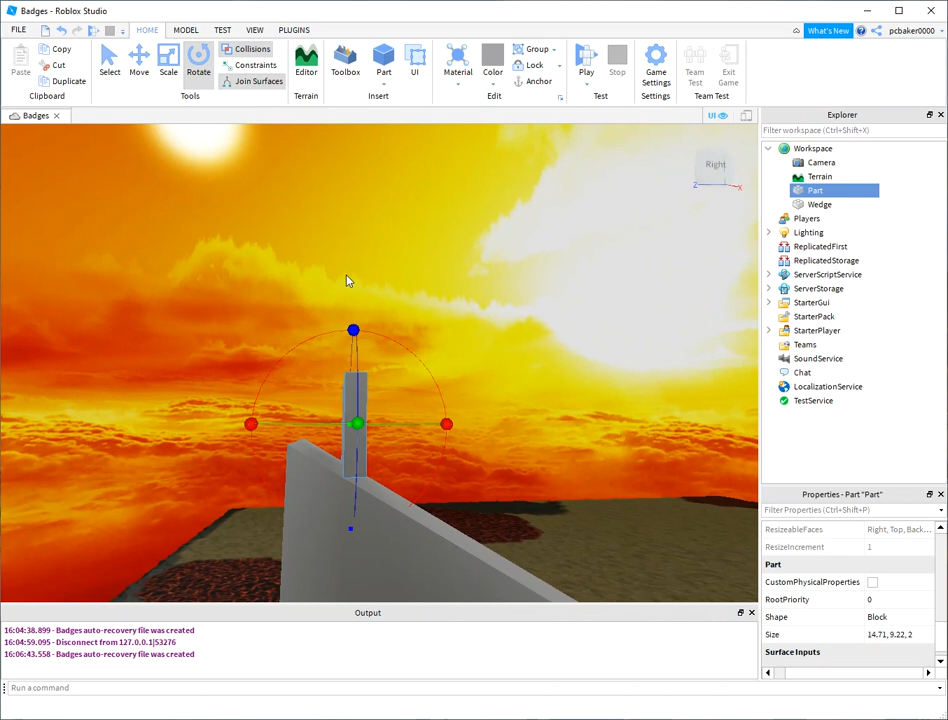 Badges - Roblox Studio
FILE HOME MODEL TEST VIEW PLUGINS What's New pcbaker0000
Paste Copy Cut Duplicate Clipboard
Select Move Scale Rotate Collisions Constraints Join Surfaces Tools
Editor Terrain
Toolbox Part UI Insert
Material Color Group Lock Anchor Edit
Play Stop Test
Game Settings Settings
Team Test Exit Game Team Test
Badges UI
Right
Z X
Explorer
Filter workspace (Ctrl+Shift+X)
Workspace
Camera
Terrain
Part
Wedge
Players
Lighting
ReplicatedFirst
ReplicatedStorage
ServerScriptService
ServerStorage
StarterGui
StarterPack
StarterPlayer
Teams
SoundService
Chat
LocalizationService
TestService
Properties - Part "Part"
Filter Properties (Ctrl+Shift+P)
ResizeableFaces Right, Top, Back...
ResizeIncrement 1
Part
CustomPhysicalProperties
RootPriority 0
Shape Block
Size 14.71, 9.22, 2
Surface Inputs
Output
16:04:38.899 - Badges auto-recovery file was created
16:04:59.095 - Disconnect from 127.0.0.1|53276
16:06:43.558 - Badges auto-recovery file was created
Run a command